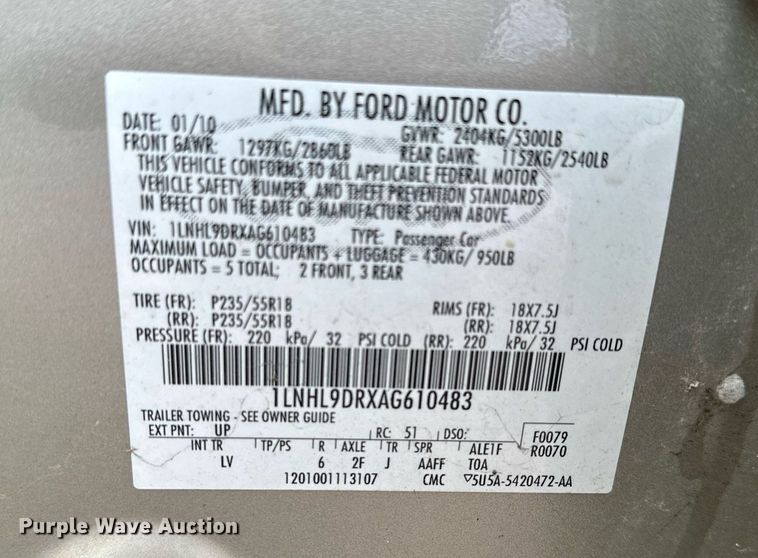 MFD. BY FORD MOTOR CO.
DATE: 01/10 GVWR: 2404KG/5300LB
FRONT GAWR: 1297KG/2860LB REAR GAWR: 1152KG/2540LB
THIS VEHICLE CONFORMS TO ALL APPLICABLE FEDERAL MOTOR
VEHICLE SAFETY, BUMPER, AND THEFT PREVENTION STANDARDS
IN EFFECT ON THE DATE OF MANUFACTURE SHOWN ABOVE.
VIN: 1LNHL9DRXAG610483 TYPE: Passenger Car
MAXIMUM LOAD = OCCUPANTS + LUGGAGE = 430KG/ 950LB
OCCUPANTS = 5 TOTAL; 2 FRONT, 3 REAR
TIRE (FR): P235/55R18 RIMS (FR): 18X7.5J
(RR): P235/55R18 (RR): 18X7.5J
PRESSURE (FR): 220 kPa/ 32 PSI COLD (RR): 220 kPa/ 32 PSI COLD
1LNHL9DRXAG610483
TRAILER TOWING - SEE OWNER GUIDE
EXT PNT: UP RC: 51 DSO: F0079
INT TR TP/PS R AXLE TR SPR ALE1F R0070
LV 6 2F J AAFF TOA
1201001113107 CMC ▽5U5A-5420472-AA
Purple Wave Auction
Purple Wave Auction